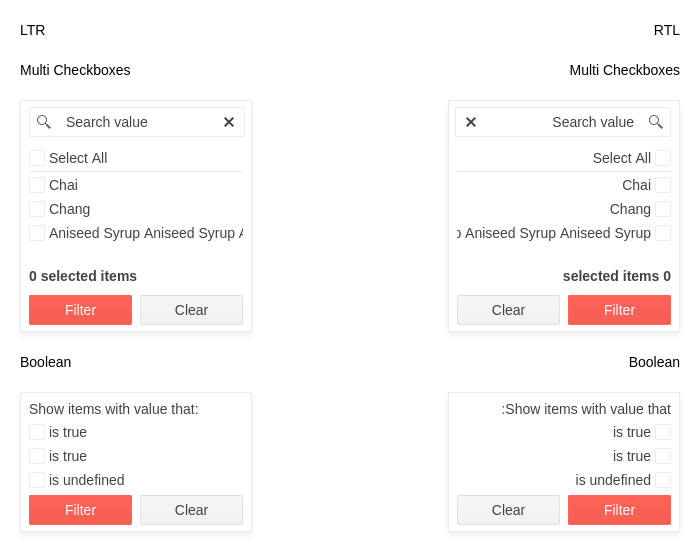 LTR
Multi Checkboxes
Search value
Select All
Chai
Chang
Aniseed Syrup Aniseed Syrup
0 selected items
Filter Clear
Boolean
Show items with value that:
is true
is true
is undefined
Filter Clear
RTL
Multi Checkboxes
Search value
Select All
Chai
Chang
Aniseed Syrup Aniseed Syrup
selected items 0
Clear Filter
Boolean
:Show items with value that
is true
is true
is undefined
Clear Filter